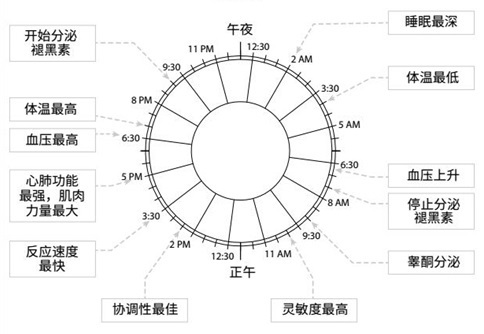 午夜
12:30
2 AM
3:30
5 AM
6:30
8 AM
9:30
11 AM
正午
12:30
2 PM
3:30
5 PM
6:30
8 PM
9:30
11 PM
睡眠最深
体温最低
血压上升
停止分泌
褪黑素
睾酮分泌
灵敏度最高
协调性最佳
反应速度
最快
心肺功能
最强，肌肉
力量最大
血压最高
体温最高
开始分泌
褪黑素